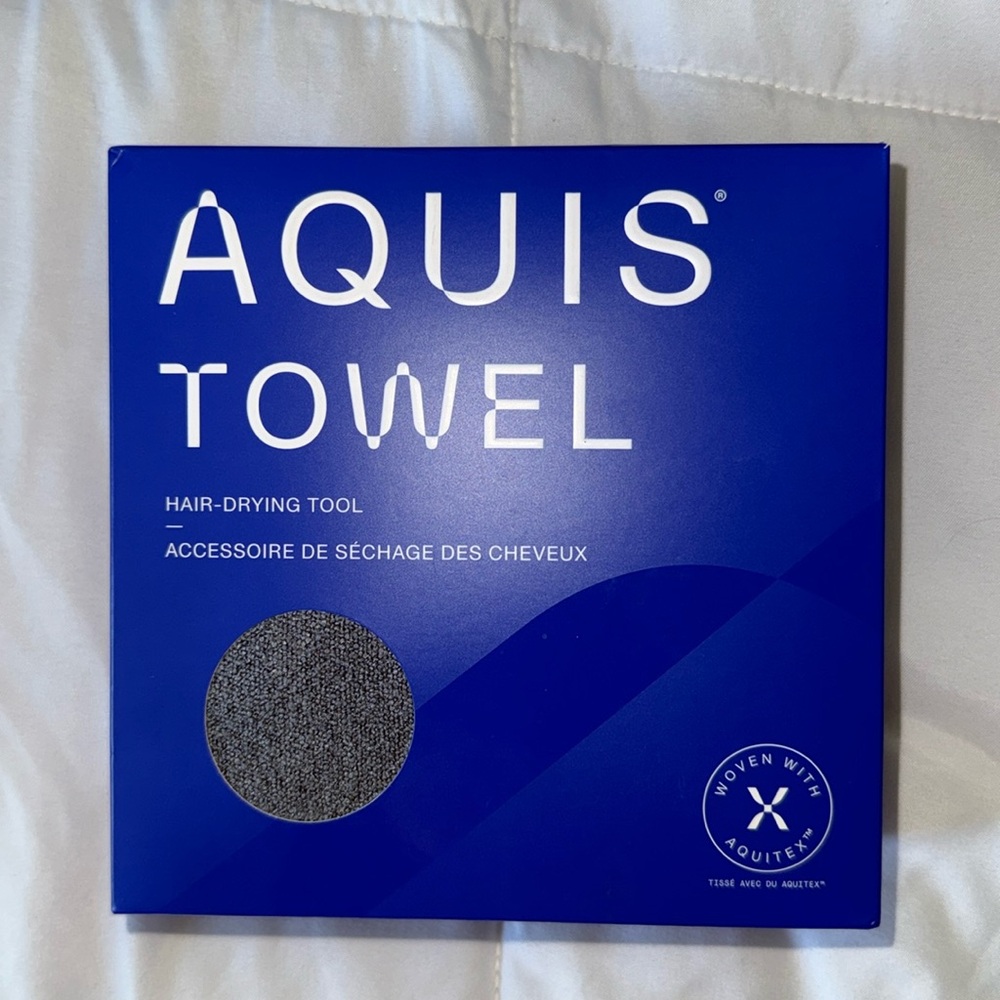 AQUIS®
TOWEL
HAIR-DRYING TOOL
—
ACCESSOIRE DE SÉCHAGE DES CHEVEUX
WOVEN WITH
X
AQUITEX™
TISSÉ AVEC DU AQUITEX™